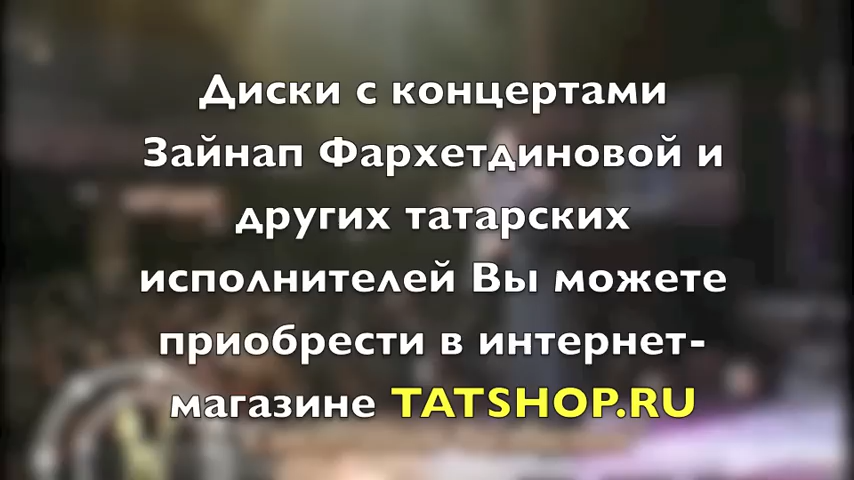 Диски с концертами
Зайнап Фархетдиновой и
других татарских
исполнителей Вы можете
приобрести в интернет-
магазине TATSHOP.RU